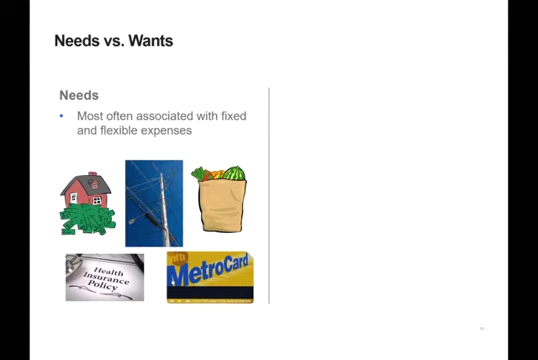 Needs vs. Wants
Needs
• Most often associated with fixed
and flexible expenses
Health
Insurance
Policy
MetroCard